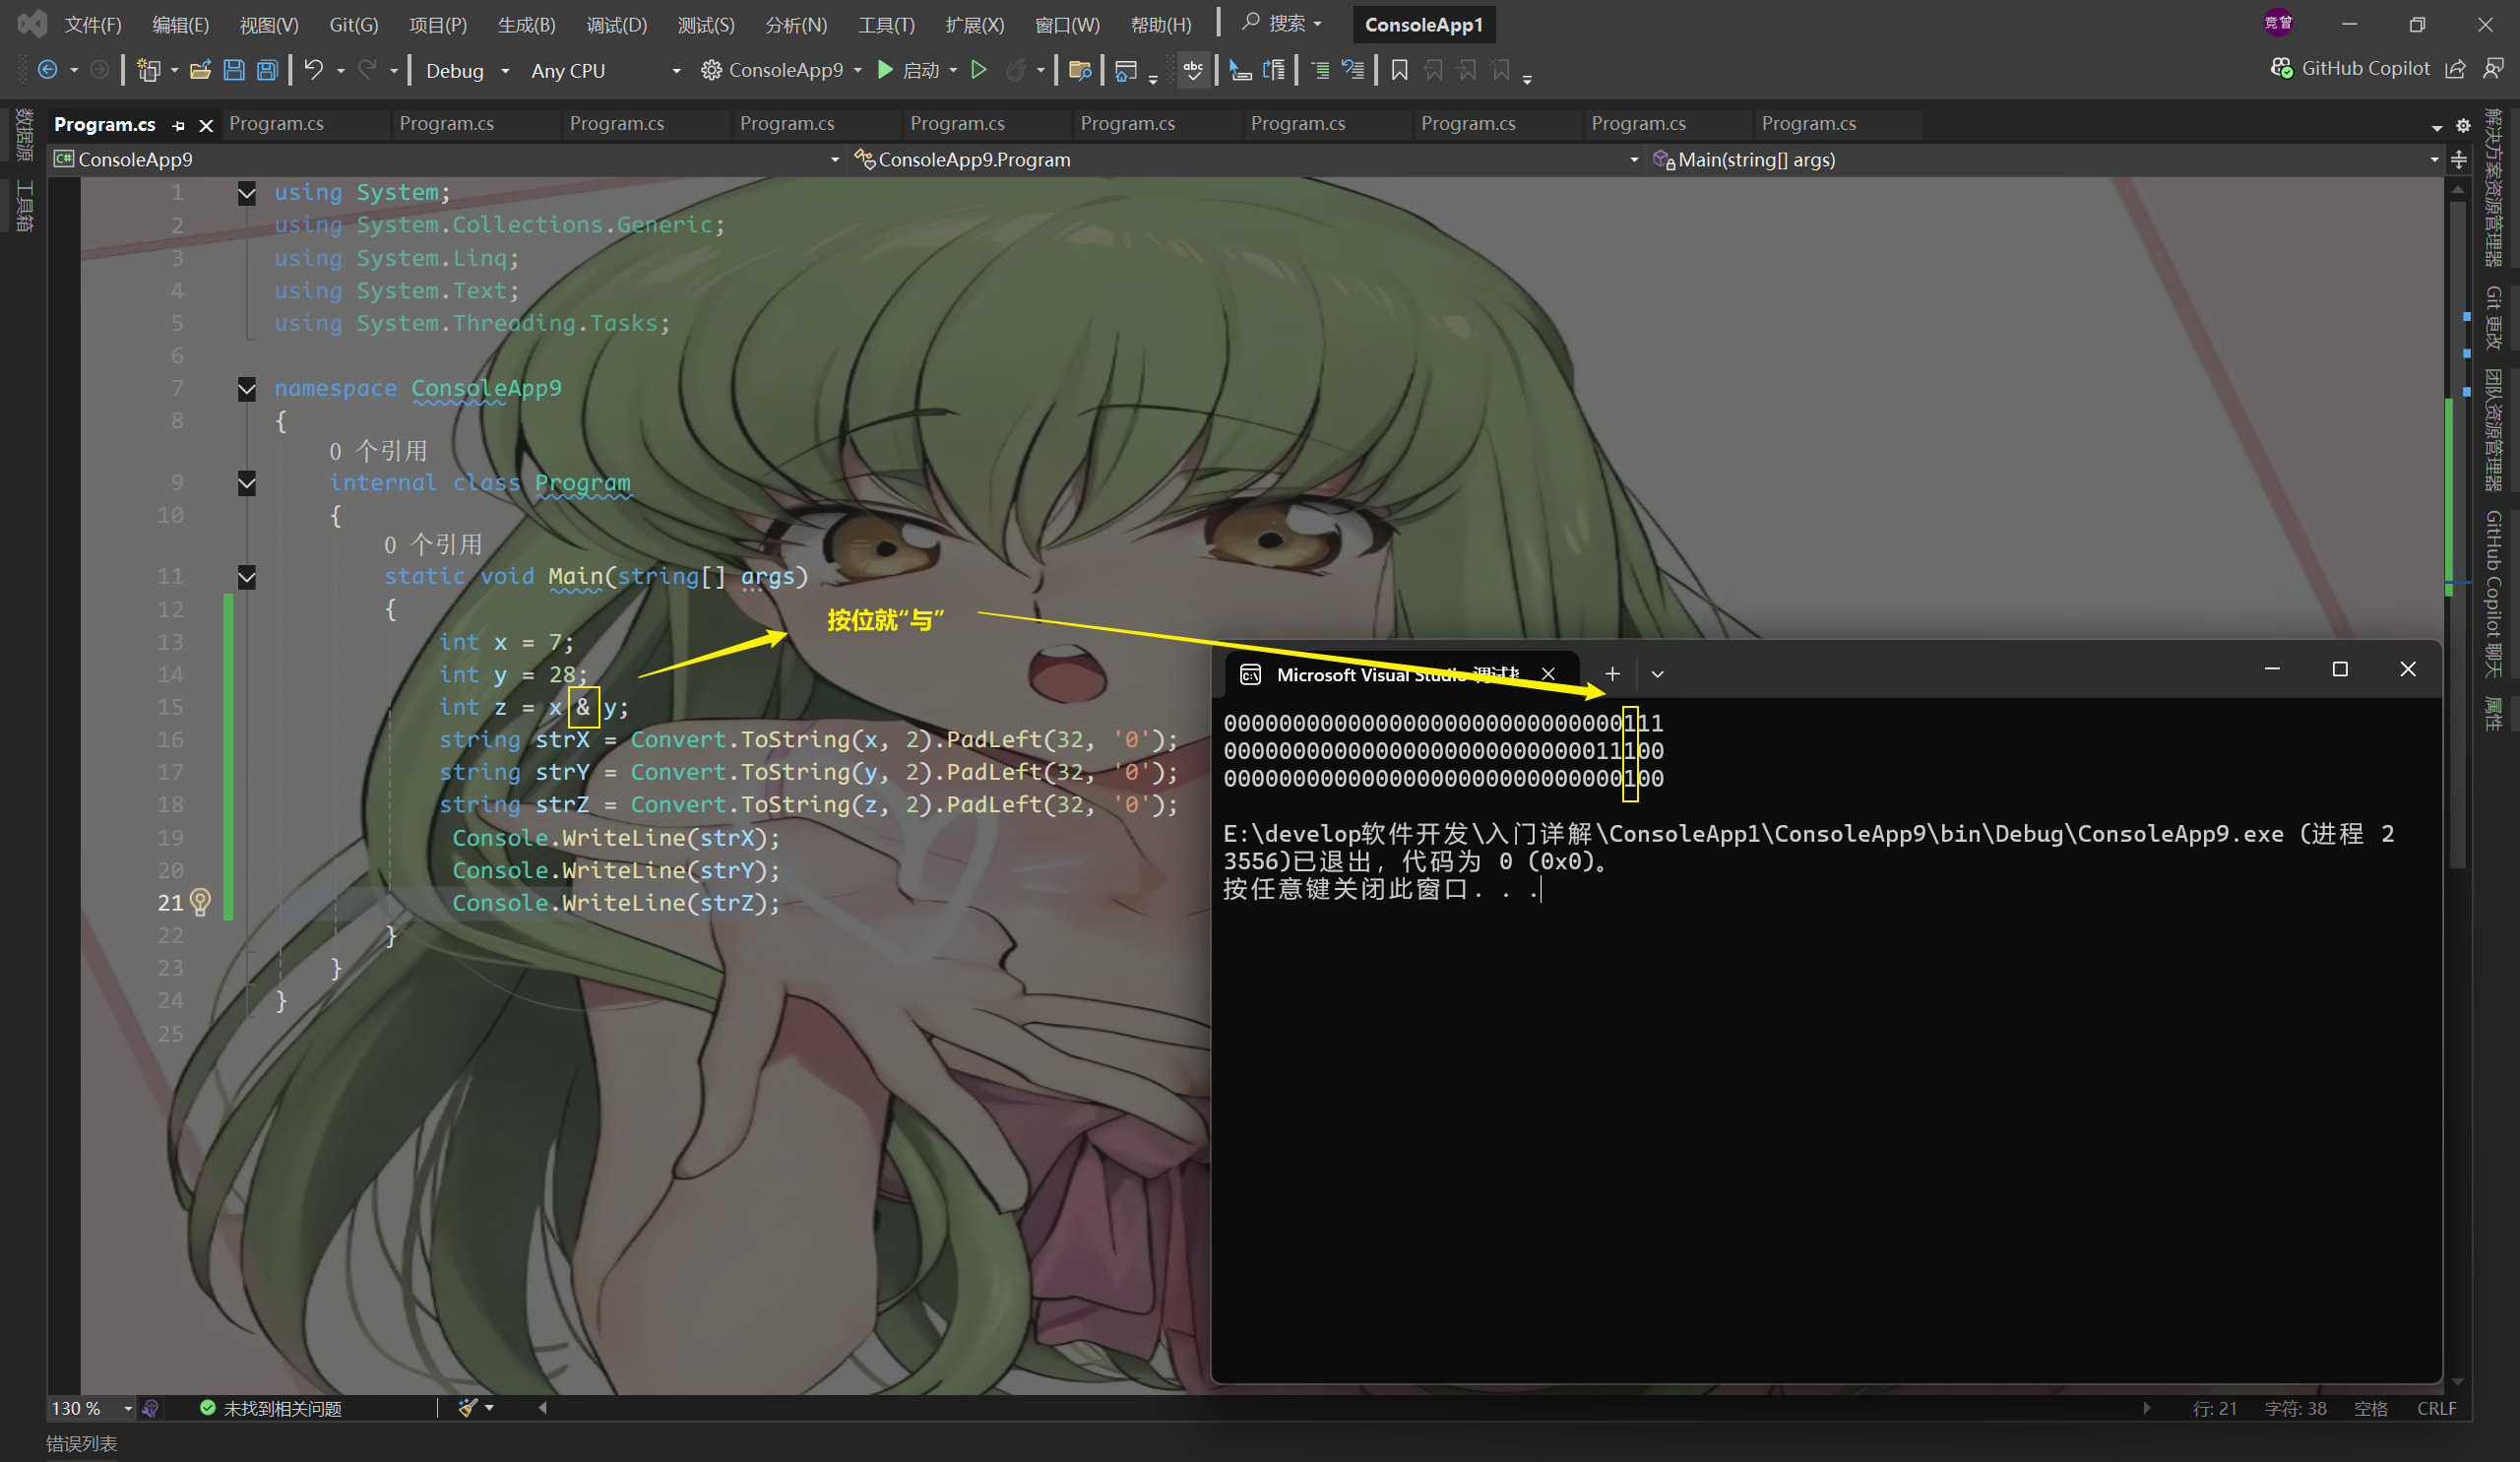 文件(F) 编辑(E) 视图(V) Git(G) 项目(P) 生成(B) 调试(D) 测试(S) 分析(N) 工具(T) 扩展(X) 窗口(W) 帮助(H) 搜索 ConsoleApp1 竞曾
Debug Any CPU ConsoleApp9 启动 abc GitHub Copilot
Program.cs Program.cs Program.cs Program.cs Program.cs Program.cs Program.cs Program.cs Program.cs Program.cs Program.cs
C# ConsoleApp9 ConsoleApp9.Program Main(string[] args)
数据源
工具箱
1 using System;
2 using System.Collections.Generic;
3 using System.Linq;
4 using System.Text;
5 using System.Threading.Tasks;
6
7 namespace ConsoleApp9
8 {
0 个引用
9 internal class Program
10 {
0 个引用
11 static void Main(string[] args)
12 {
13 int x = 7;
14 int y = 28;
15 int z = x & y;
16 string strX = Convert.ToString(x, 2).PadLeft(32, '0');
17 string strY = Convert.ToString(y, 2).PadLeft(32, '0');
18 string strZ = Convert.ToString(z, 2).PadLeft(32, '0');
19 Console.WriteLine(strX);
20 Console.WriteLine(strY);
21 Console.WriteLine(strZ);
22 }
23 }
24 }
25
按位就“与”
Microsoft Visual Studio 调试
00000000000000000000000000000111
00000000000000000000000000011100
00000000000000000000000000000100
E:\develop软件开发\入门详解\ConsoleApp1\ConsoleApp9\bin\Debug\ConsoleApp9.exe (进程 2
3556)已退出，代码为 0 (0x0)。
按任意键关闭此窗口. . .
解决方案资源管理器
Git 更改
团队资源管理器
GitHub Copilot 聊天
属性
130 % 未找到相关问题 行: 21 字符: 38 空格 CRLF
错误列表